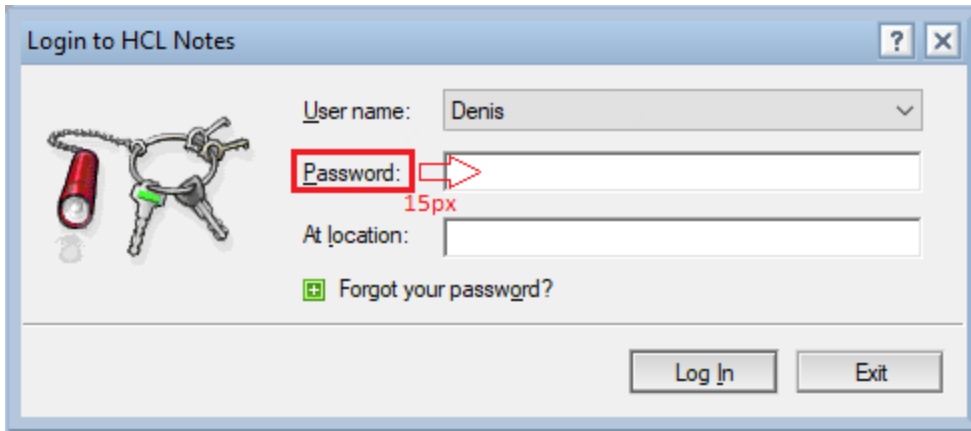 Login to HCL Notes
User name: Denis
Password:
15px
At location:
Forgot your password?
Log In Exit